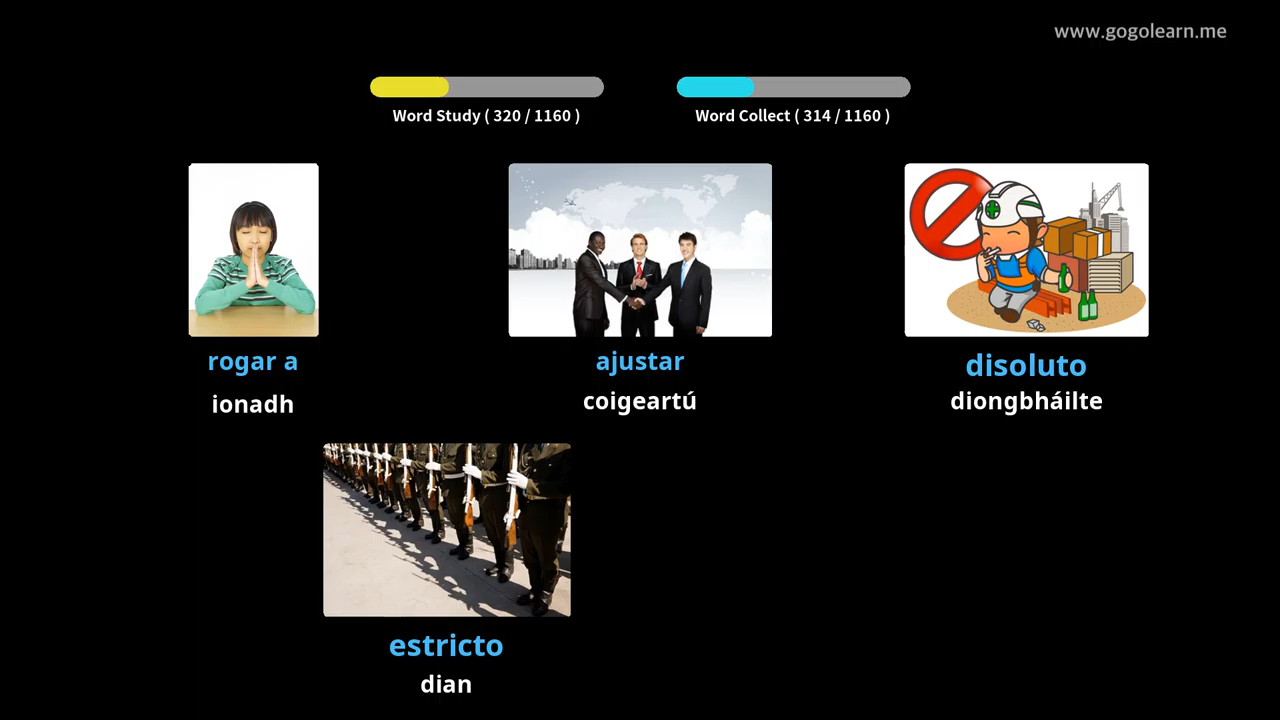 www.gogolearn.me
Word Study ( 320 / 1160 )
Word Collect ( 314 / 1160 )
rogar a
ionadh
ajustar
coigeartú
disoluto
diongbháilte
estricto
dian